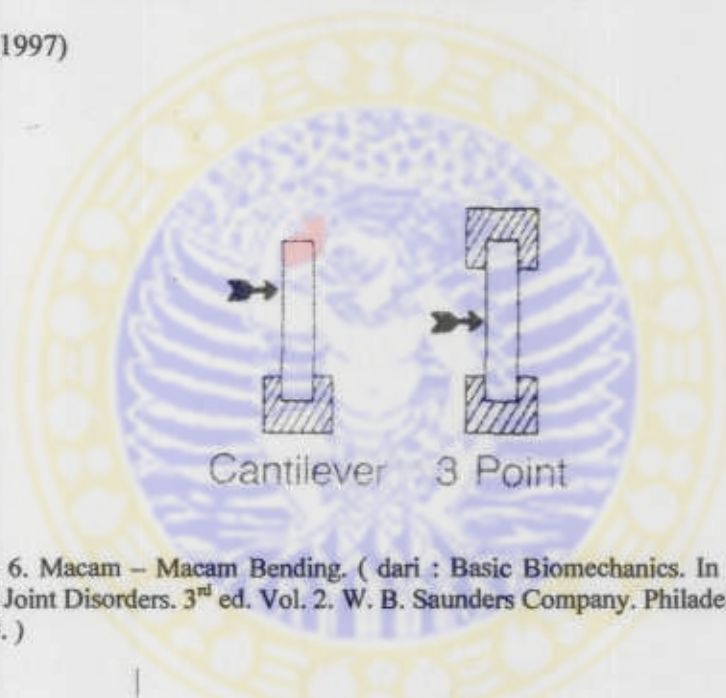 1997)
Cantilever 3 Point
6. Macam – Macam Bending. ( dari : Basic Biomechanics. In
Joint Disorders. 3rd ed. Vol. 2. W. B. Saunders Company. Philade
. )